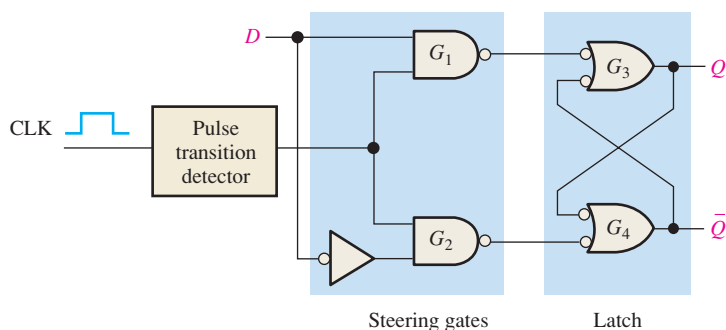 D
G1
G3
Q
CLK
Pulse
transition
detector
G2
G4
Q̅
Steering gates
Latch